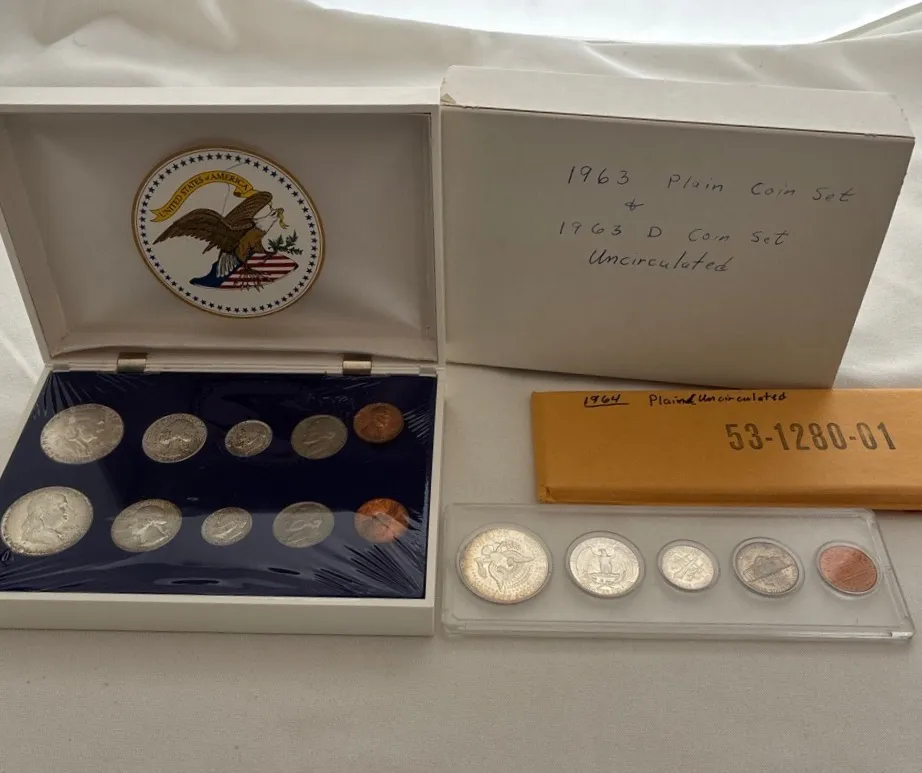 UNITED STATES of AMERICA
1963 Plain Coin Set
&
1963 D Coin Set
Uncirculated
1964 Plain Uncirculated
53-1280-01